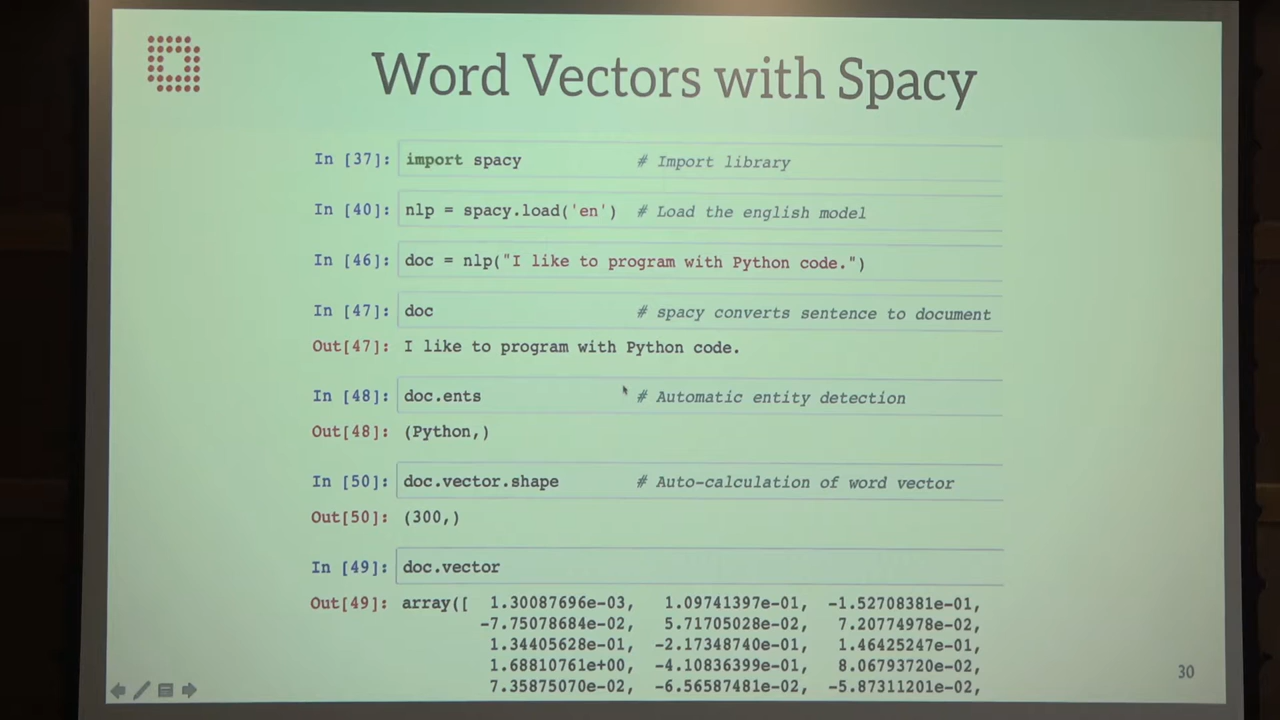 Word Vectors with Spacy
In [37]: import spacy # Import library
In [40]: nlp = spacy.load('en') # Load the english model
In [46]: doc = nlp("I like to program with Python code.")
In [47]: doc # spacy converts sentence to document
Out[47]: I like to program with Python code.
In [48]: doc.ents # Automatic entity detection
Out[48]: (Python,)
In [50]: doc.vector.shape # Auto-calculation of word vector
Out[50]: (300,)
In [49]: doc.vector
Out[49]: array([ 1.30087696e-03, 1.09741397e-01, -1.52708381e-01,
-7.75078684e-02, 5.71705028e-02, 7.20774978e-02,
1.34405628e-01, -2.17348740e-01, 1.46425247e-01,
1.68810761e+00, -4.10836399e-01, 8.06793720e-02,
7.35875070e-02, -6.56587481e-02, -5.87311201e-02,
30